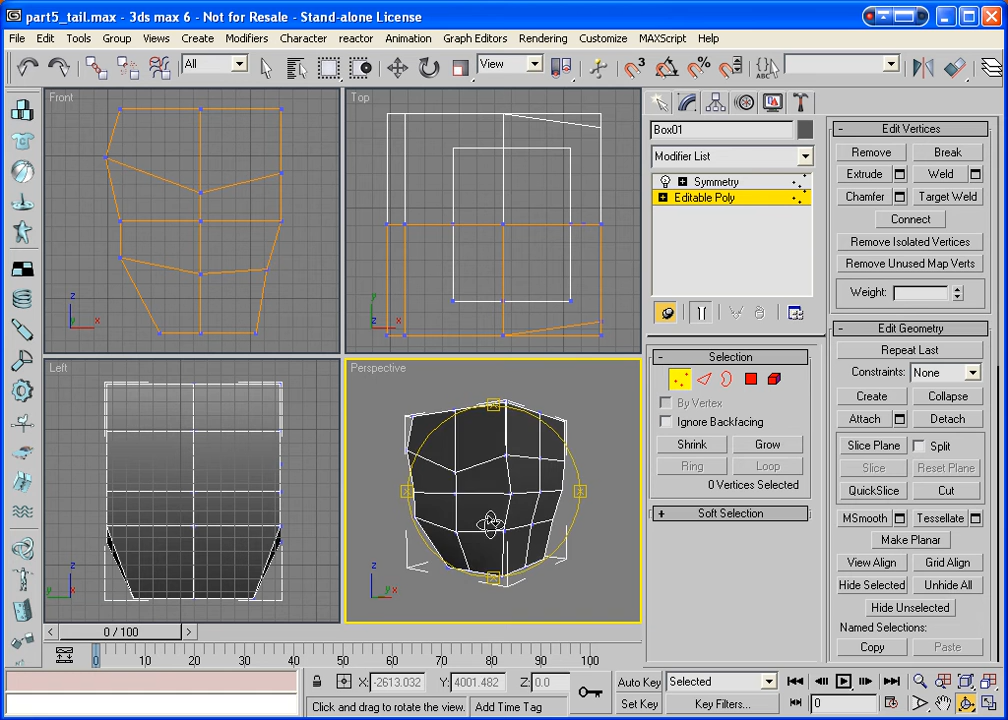 part5_tail.max - 3ds max 6 - Not for Resale - Stand-alone License
File Edit Tools Group Views Create Modifiers Character reactor Animation Graph Editors Rendering Customize MAXScript Help
All View
Front Top
Left Perspective
z x y x
z y z x
Box01
Modifier List
Symmetry
Editable Poly
- Selection
By Vertex
Ignore Backfacing
Shrink Grow
Ring Loop
0 Vertices Selected
+ Soft Selection
- Edit Vertices
Remove Break
Extrude Weld
Chamfer Target Weld
Connect
Remove Isolated Vertices
Remove Unused Map Verts
Weight:
- Edit Geometry
Repeat Last
Constraints: None
Create Collapse
Attach Detach
Slice Plane Split
Slice Reset Plane
QuickSlice Cut
MSmooth Tessellate
Make Planar
View Align Grid Align
Hide Selected Unhide All
Hide Unselected
Named Selections:
Copy Paste
< 0 / 100 >
0 10 20 30 40 50 60 70 80 90 100
X: -2613.032 Y: 4001.482 Z: 0.0
Auto Key Selected
Set Key Key Filters... 0
Click and drag to rotate the view. Add Time Tag